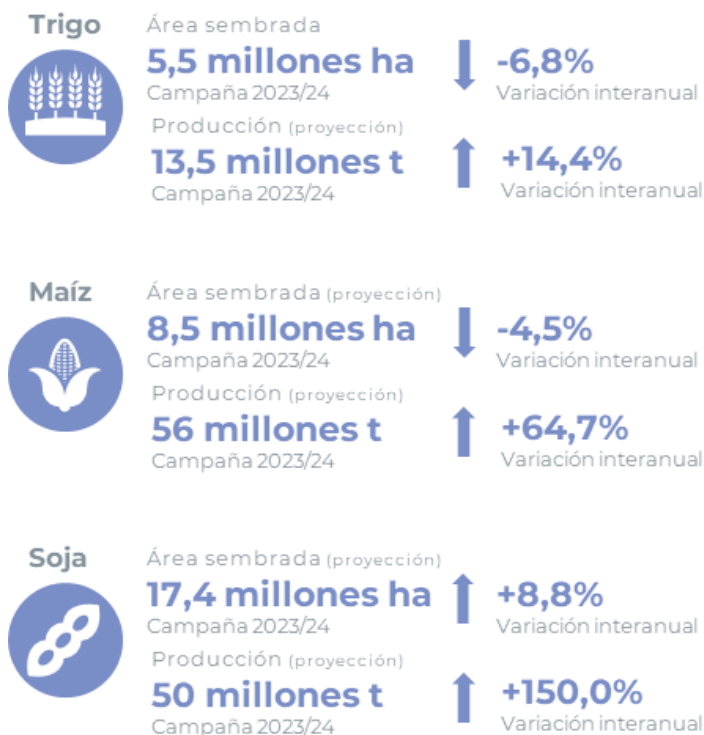 Trigo
Área sembrada
5,5 millones ha
-6,8%
Campaña 2023/24
Variación interanual
Producción (proyección)
13,5 millones t
+14,4%
Campaña 2023/24
Variación interanual
Maíz
Área sembrada (proyección)
8,5 millones ha
-4,5%
Campaña 2023/24
Variación interanual
Producción (proyección)
56 millones t
+64,7%
Campaña 2023/24
Variación interanual
Soja
Área sembrada (proyección)
17,4 millones ha
+8,8%
Campaña 2023/24
Variación interanual
Producción (proyección)
50 millones t
+150,0%
Campaña 2023/24
Variación interanual